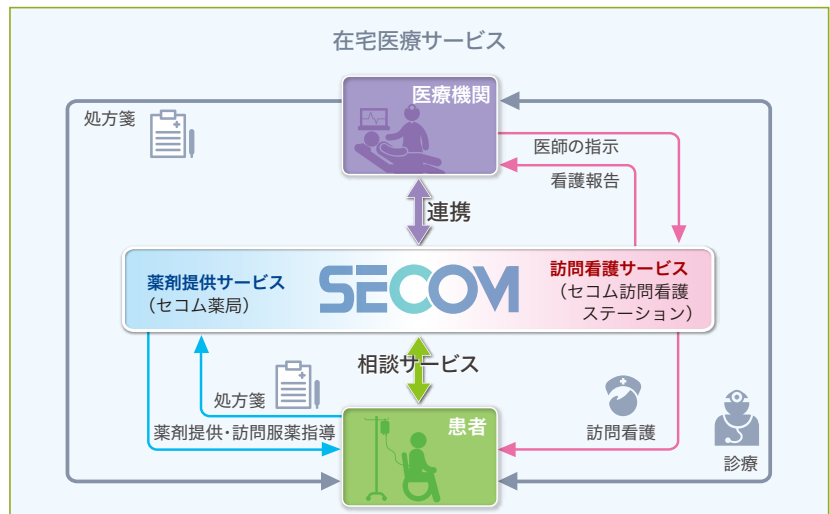 在宅医療サービス
医療機関
処方箋
医師の指示
看護報告
連携
薬剤提供サービス
（セコム薬局）
SECOM
訪問看護サービス
（セコム訪問看護
ステーション）
相談サービス
処方箋
薬剤提供・訪問服薬指導
患者
訪問看護
診療